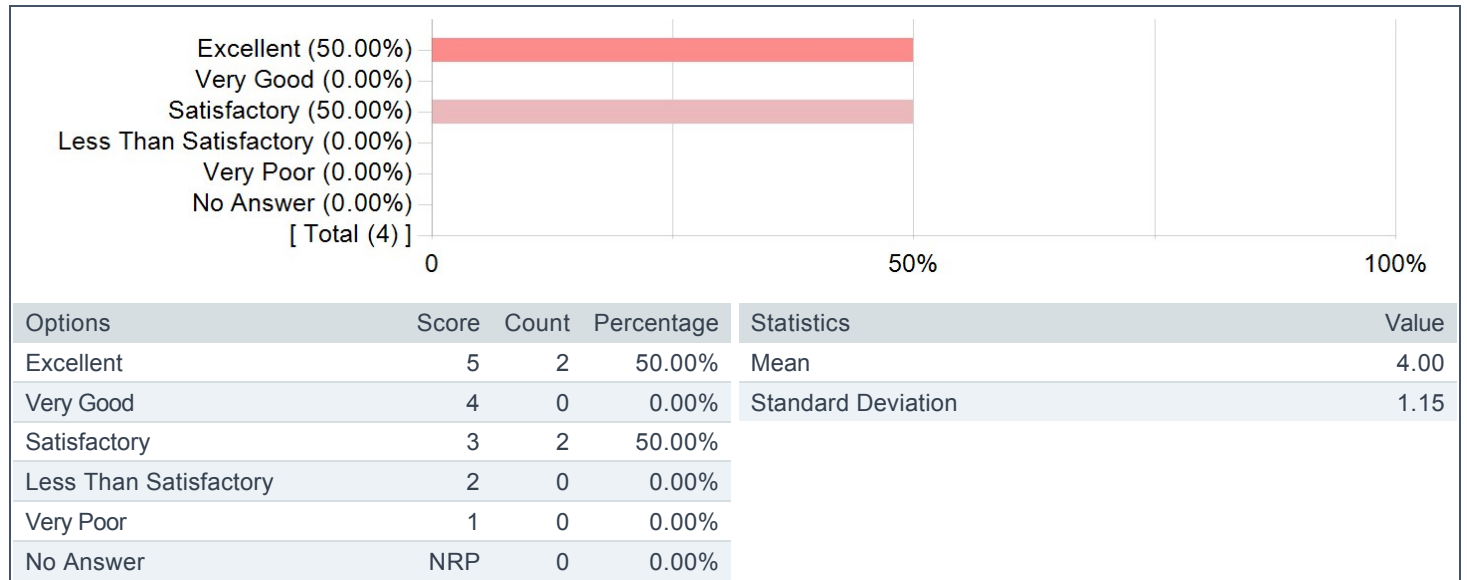 Excellent (50.00%)
Very Good (0.00%)
Satisfactory (50.00%)
Less Than Satisfactory (0.00%)
Very Poor (0.00%)
No Answer (0.00%)
[ Total (4) ]
0 50% 100%
Options Score Count Percentage Statistics Value
Excellent 5 2 50.00% Mean 4.00
Very Good 4 0 0.00% Standard Deviation 1.15
Satisfactory 3 2 50.00%
Less Than Satisfactory 2 0 0.00%
Very Poor 1 0 0.00%
No Answer NRP 0 0.00%